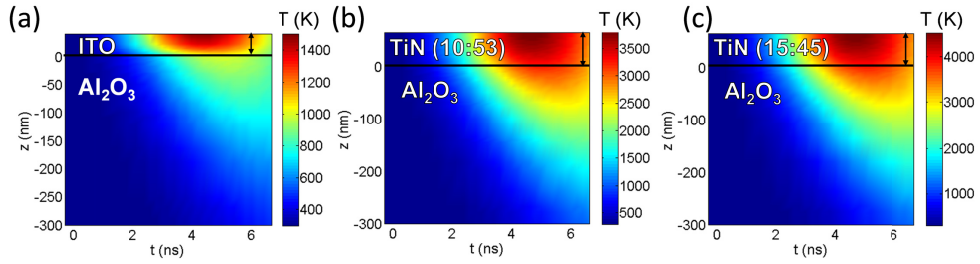 (a)
T (K)
ITO
Al₂O₃
0
-50
-100
-150
-200
-250
-300
z (nm)
0
2
4
6
t (ns)
1400
1200
1000
800
600
400
(b)
T (K)
TiN (10:53)
Al₂O₃
0
-100
-200
-300
z (nm)
0
2
4
6
t (ns)
3500
3000
2500
2000
1500
1000
500
(c)
T (K)
TiN (15:45)
Al₂O₃
0
-100
-200
-300
z (nm)
0
2
4
6
t (ns)
4000
3000
2000
1000